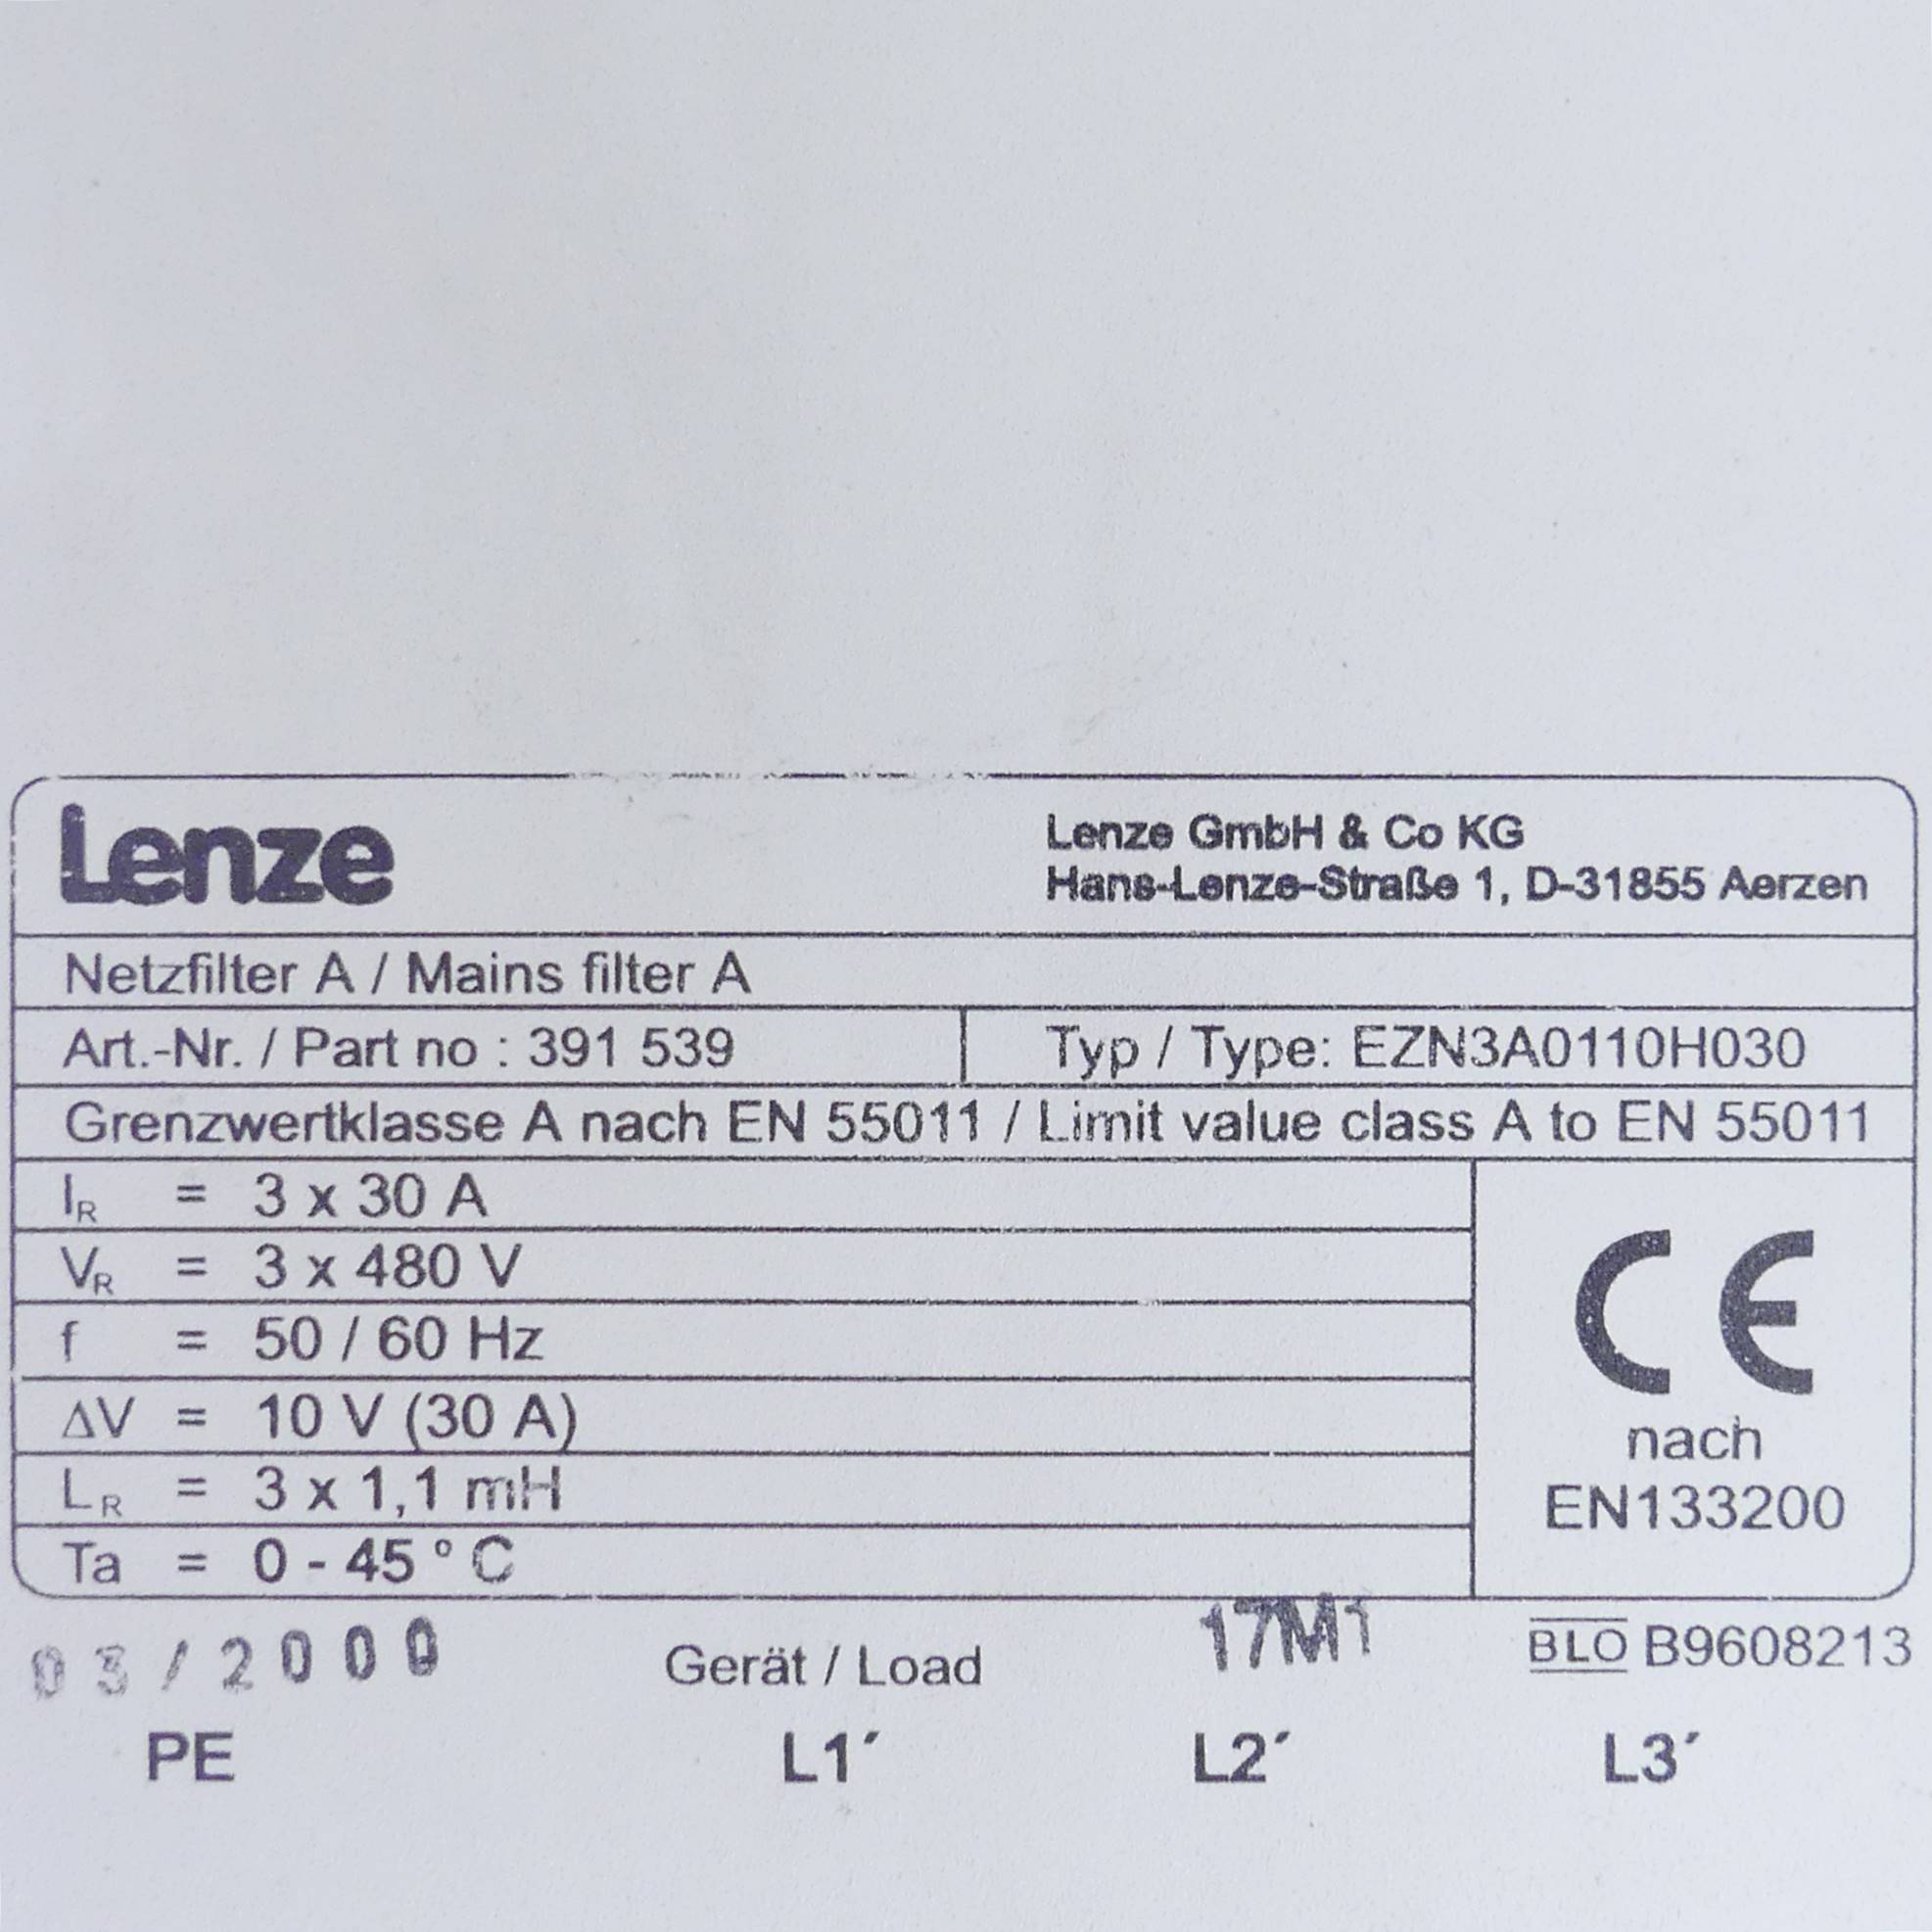 Lenze
Lenze GmbH & Co KG
Hans-Lenze-Straße 1, D-31855 Aerzen
Netzfilter A / Mains filter A
Art.-Nr. / Part no : 391 539
Typ / Type: EZN3A0110H030
Grenzwertklasse A nach EN 55011 / Limit value class A to EN 55011
IR = 3 x 30 A
VR = 3 x 480 V
f = 50 / 60 Hz
ΔV = 10 V (30 A)
LR = 3 x 1,1 mH
Ta = 0 - 45 ° C
CE
nach
EN133200
03/2000
Gerät / Load
17M1
BLO B9608213
PE L1´ L2´ L3´